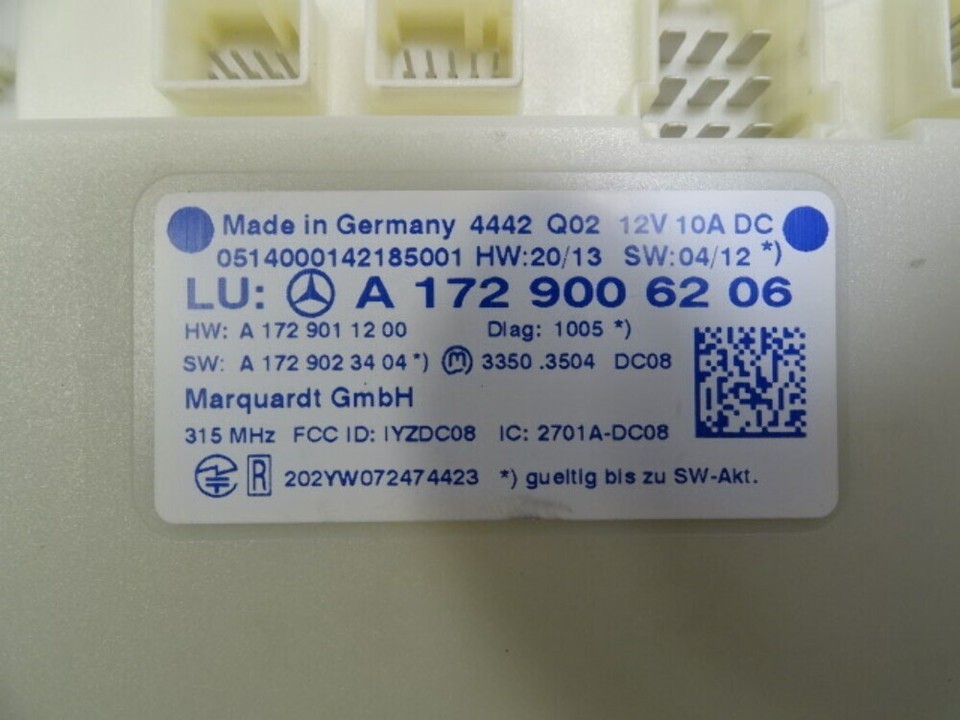 Made in Germany 4442 Q02 12V 10A DC
0514000142185001 HW:20/13 SW:04/12 *)
LU: A 172 900 62 06
HW: A 172 901 12 00 Diag: 1005 *)
SW: A 172 902 34 04 *) m 3350 .3504 DC08
Marquardt GmbH
315 MHz FCC ID: IYZDC08 IC: 2701A-DC08
R 202YW072474423 *) gueltig bis zu SW-Akt.